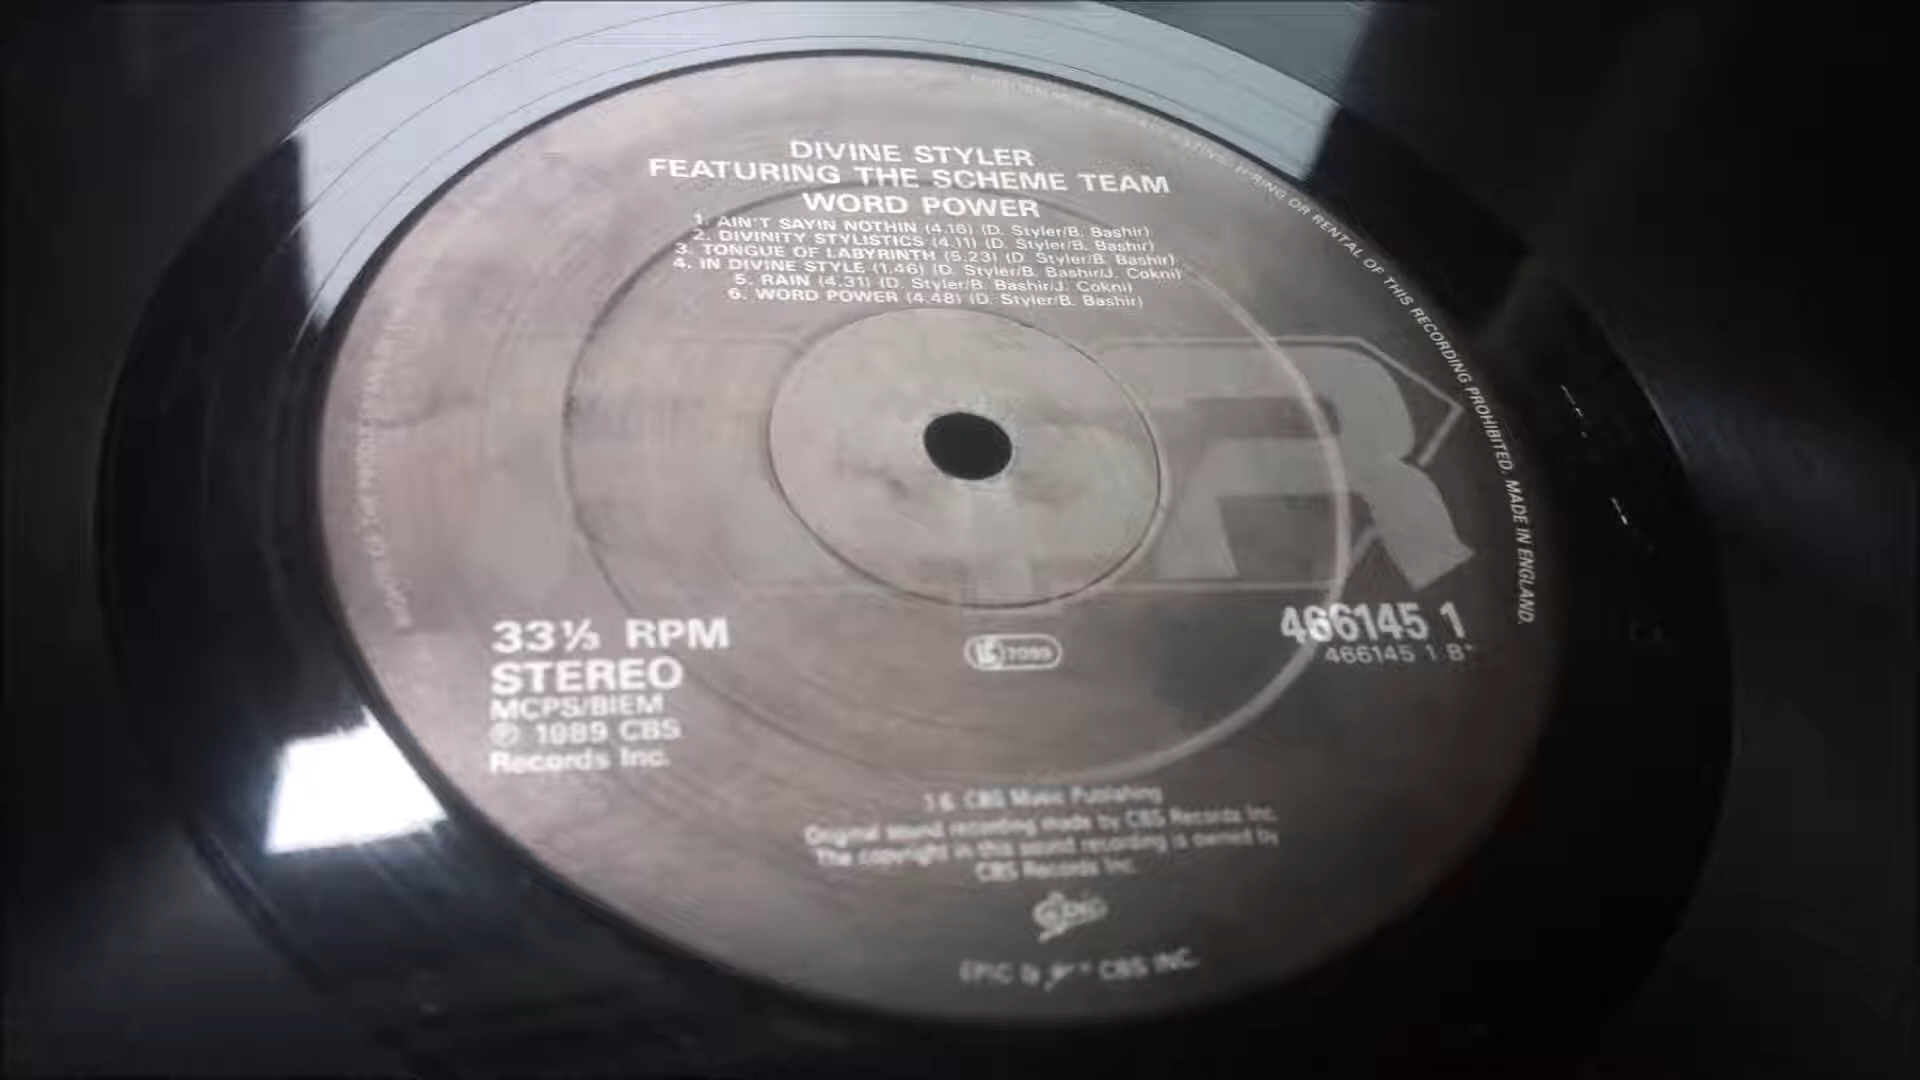 DIVINE STYLER
FEATURING THE SCHEME TEAM
WORD POWER
1. AIN'T SAYIN NOTHIN (4.16) (D. Styler/B. Bashir)
2. DIVINITY STYLISTICS (4.11) (D. Styler/B. Bashir)
3. TONGUE OF LABYRINTH (5.23) (D. Styler/B. Bashir)
4. IN DIVINE STYLE (1.46) (D. Styler/B. Bashir/J. Cokni)
5. RAIN (4.31) (D. Styler/B. Bashir/J. Cokni)
6. WORD POWER (4.48) (D. Styler/B. Bashir)
OR RENTAL OF THIS RECORDING PROHIBITED. MADE IN ENGLAND.
R
33⅓ RPM
STEREO
MCPS/BIEM
℗ 1989 CBS
Records Inc.
466145 1
466145 1 B*
CBS Music Publishing
Original sound recording made by CBS Records Inc.
The copyright in this sound recording is owned by
CBS Records Inc.
Epic
EPIC & CBS INC.